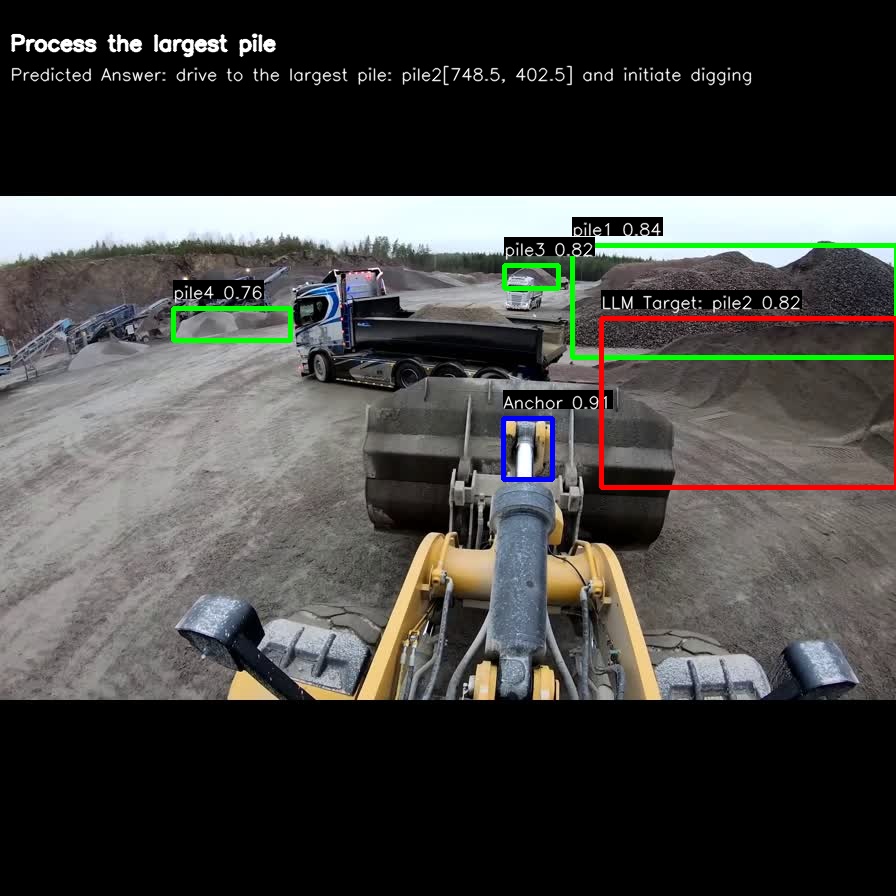 Process the largest pile
Predicted Answer: drive to the largest pile: pile2[748.5, 402.5] and initiate digging
pile1 0.84
pile3 0.82
pile4 0.76
LLM Target: pile2 0.82
Anchor 0.91